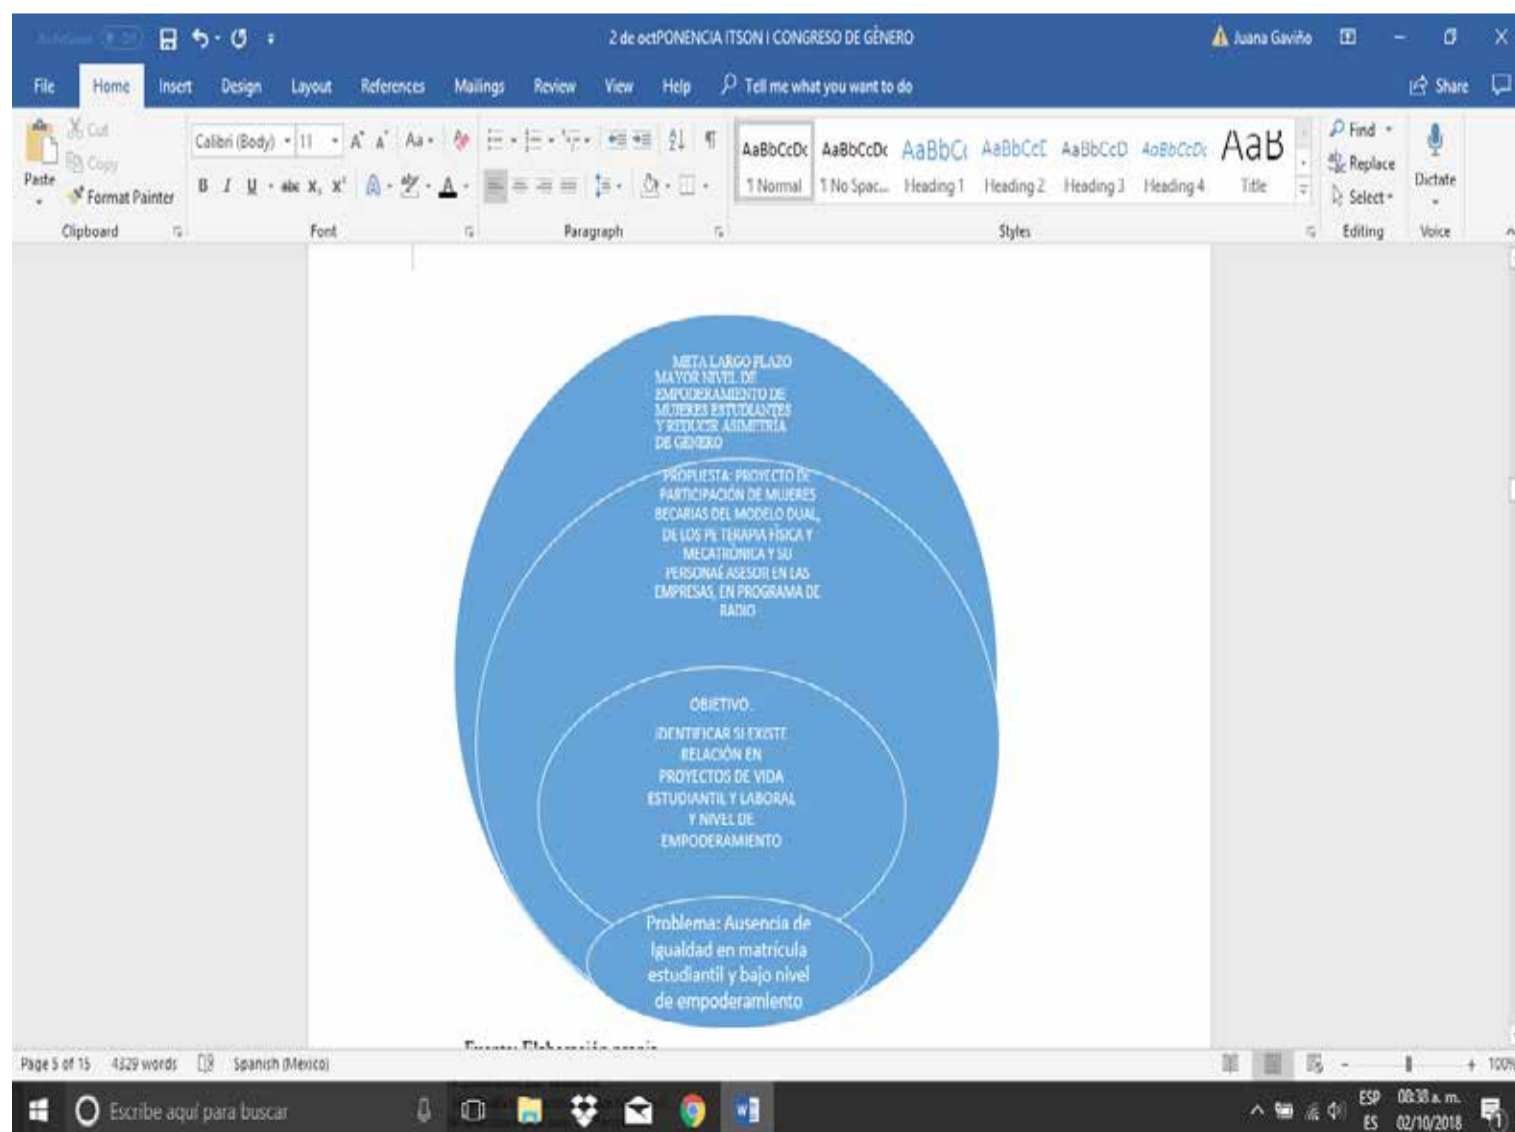 2 de octPONENCIA ITSON I CONGRESO DE GÉNERO
Juana Gaviño
File Home Insert Design Layout References Mailings Review View Help Tell me what you want to do
Share
Cut
Copy
Paste
Format Painter
Calibri (Body) 11
AaBbCcDc AaBbCcDc AaBbCc AaBbCcE AaBbCcD AaBbCcDc AaB
1 Normal 1 No Spac... Heading 1 Heading 2 Heading 3 Heading 4 Title
Find
Replace
Select
Dictate
Clipboard Font Paragraph Styles Editing Voice
META LARGO PLAZO
MAYOR NIVEL DE
EMPODERAMIENTO DE
MUJERES ESTUDIANTES
Y REDUCIR ASIMETRÍA
DE GÉNERO
PROPUESTA: PROYECTO DE
PARTICIPACIÓN DE MUJERES
BECARIAS DEL MODELO DUAL,
DE LOS PE TERAPIA FÍSICA Y
MECATRÓNICA Y SU
PERSONAÉ ASESOR EN LAS
EMPRESAS, EN PROGRAMA DE
RADIO
OBJETIVO.
IDENTIFICAR SI EXISTE
RELACIÓN EN
PROYECTOS DE VIDA
ESTUDIANTIL Y LABORAL
Y NIVEL DE
EMPODERAMIENTO
Problema: Ausencia de
Igualdad en matrícula
estudiantil y bajo nivel
de empoderamiento
Page 5 of 15 4329 words Spanish (Mexico)
100%
Escribe aquí para buscar
ESP 08:38 a. m.
ES 02/10/2018